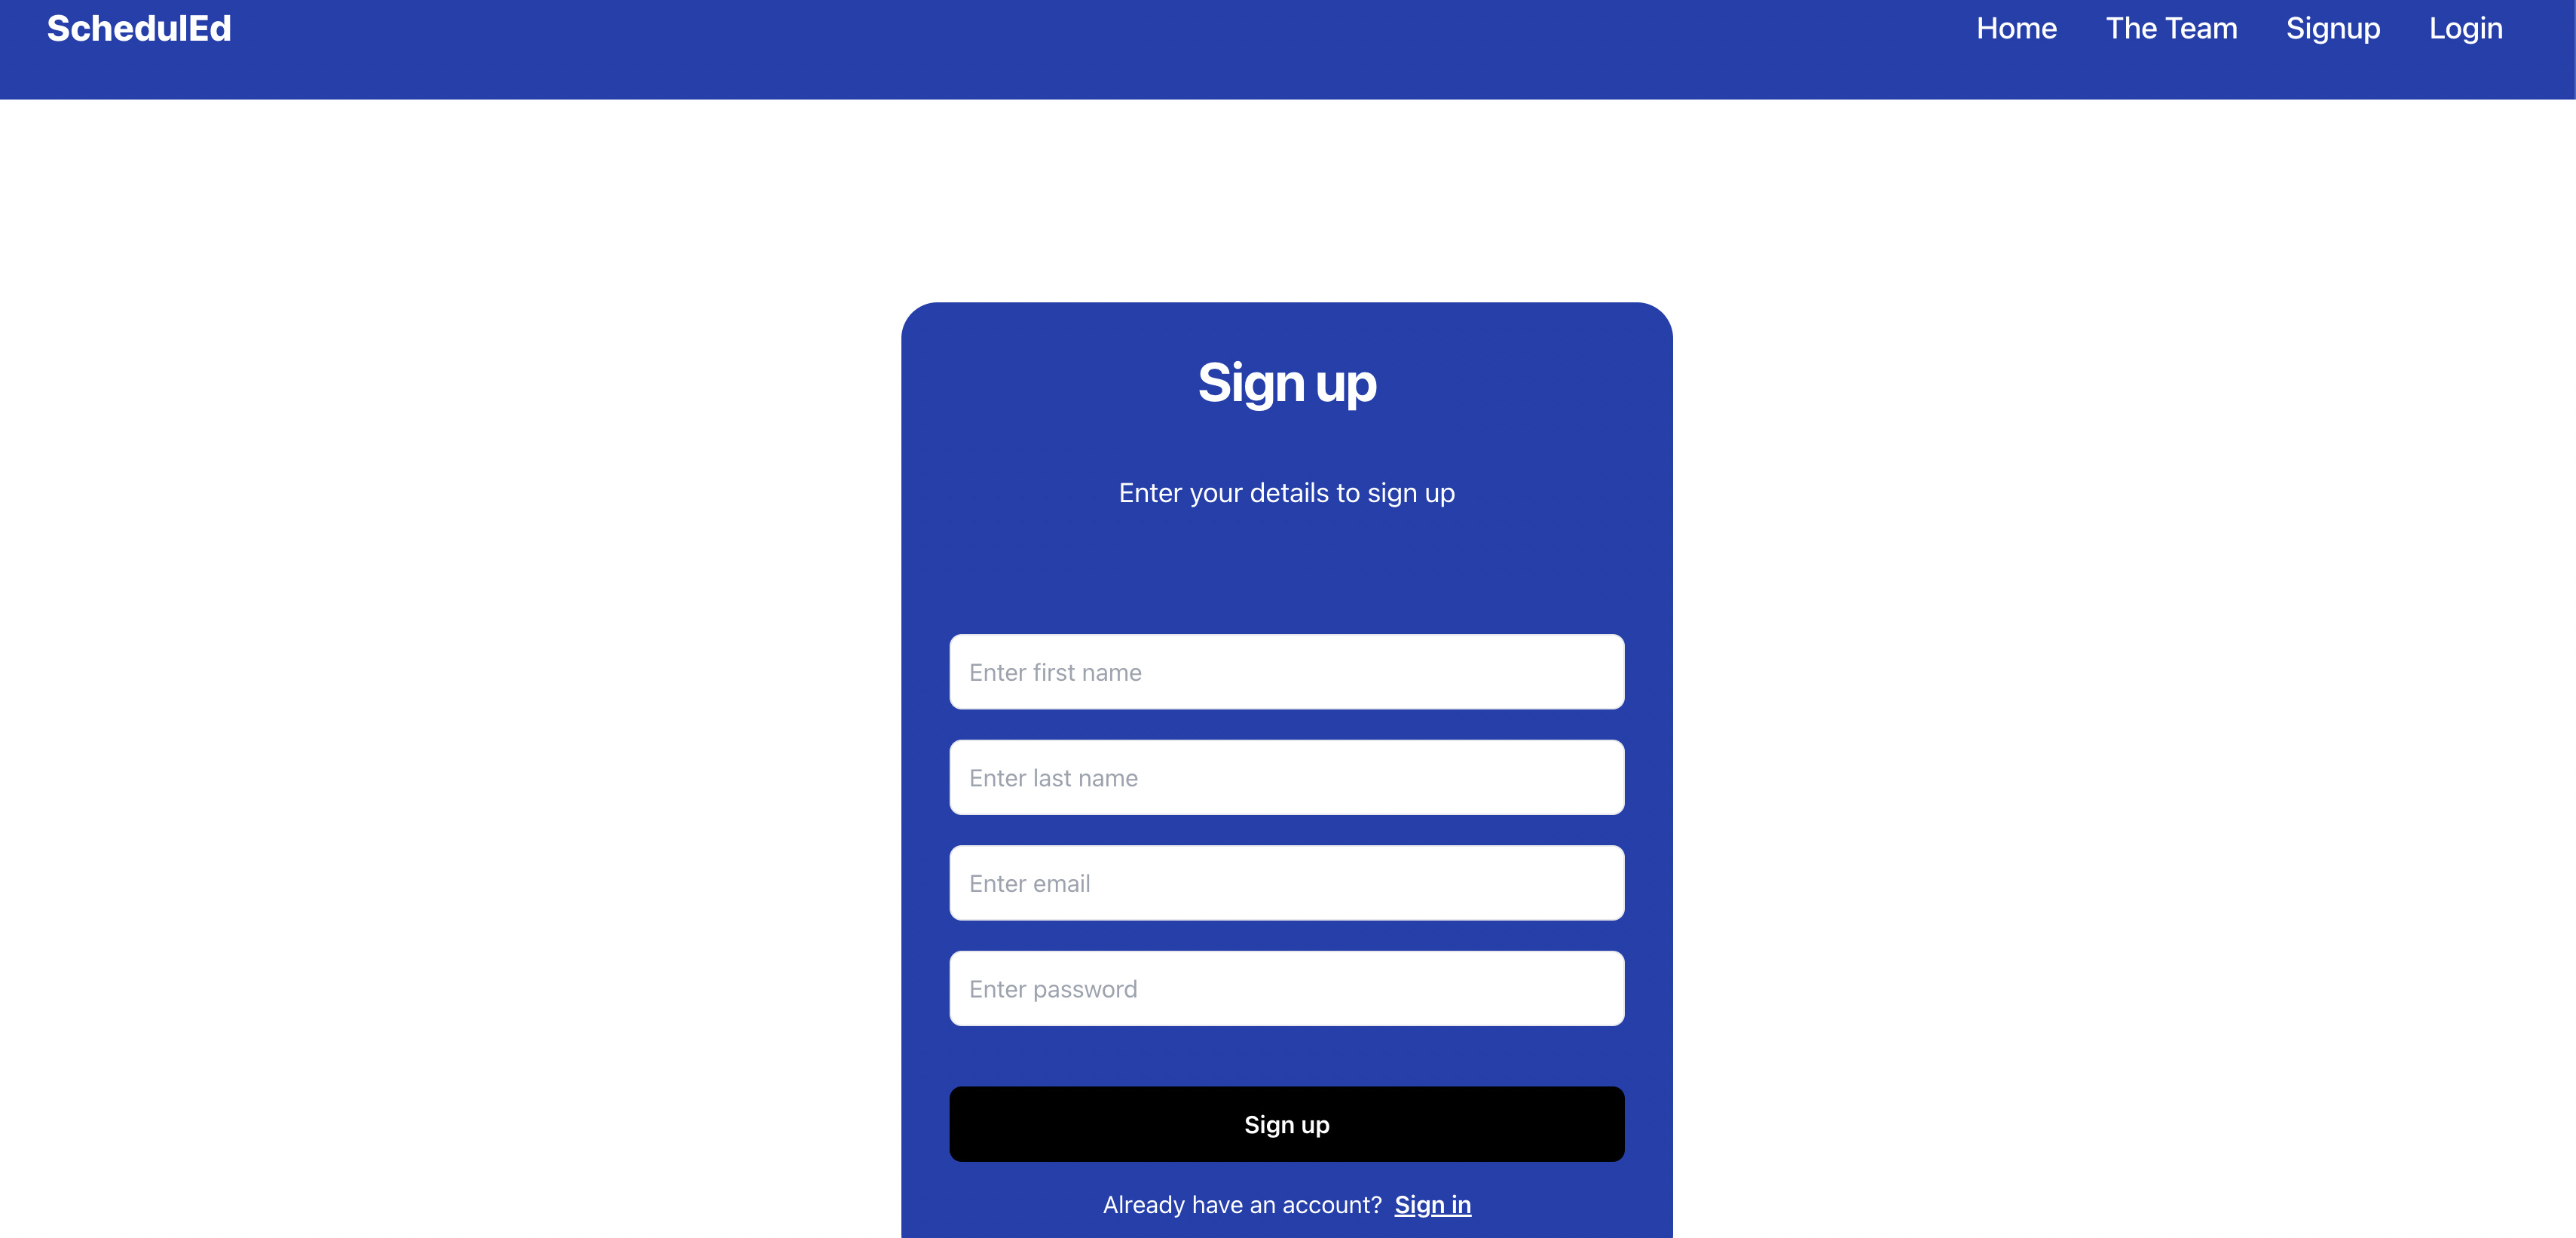 SchedulEd Home The Team Signup Login
Sign up
Enter your details to sign up
Enter first name
Enter last name
Enter email
Enter password
Sign up
Already have an account? Sign in